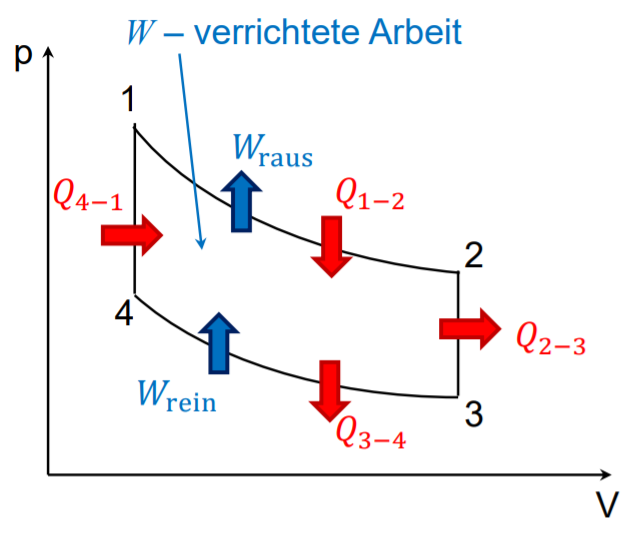 W – verrichtete Arbeit
p
1
W_raus
Q_4−1
Q_1−2
2
4
Q_2−3
W_rein
3
Q_3−4
V